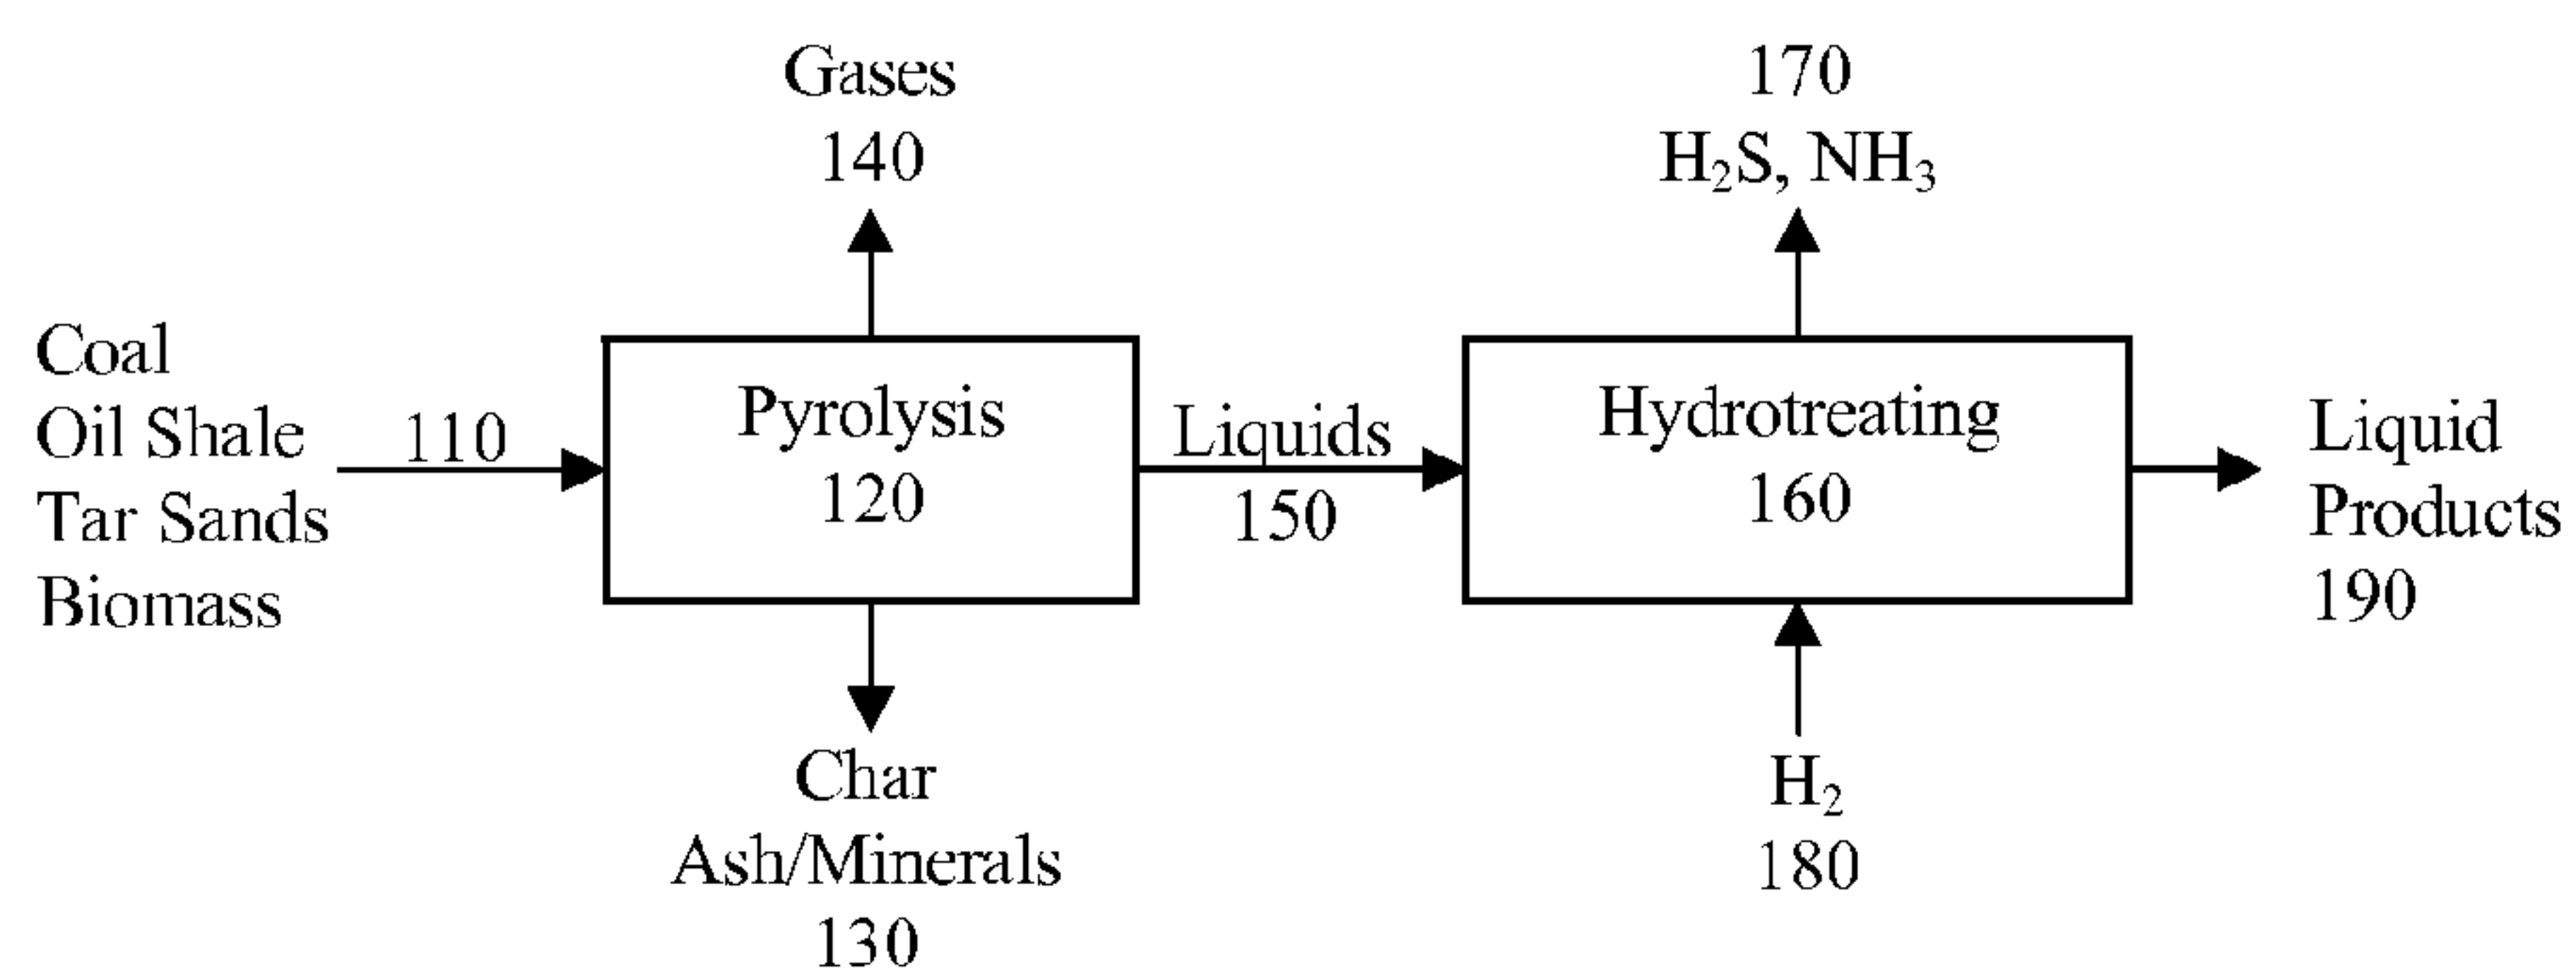 Gases
140
170
H₂S, NH₃
Coal
Oil Shale
Tar Sands
Biomass
110
Pyrolysis
120
Liquids
150
Hydrotreating
160
Liquid
Products
190
Char
Ash/Minerals
130
H₂
180